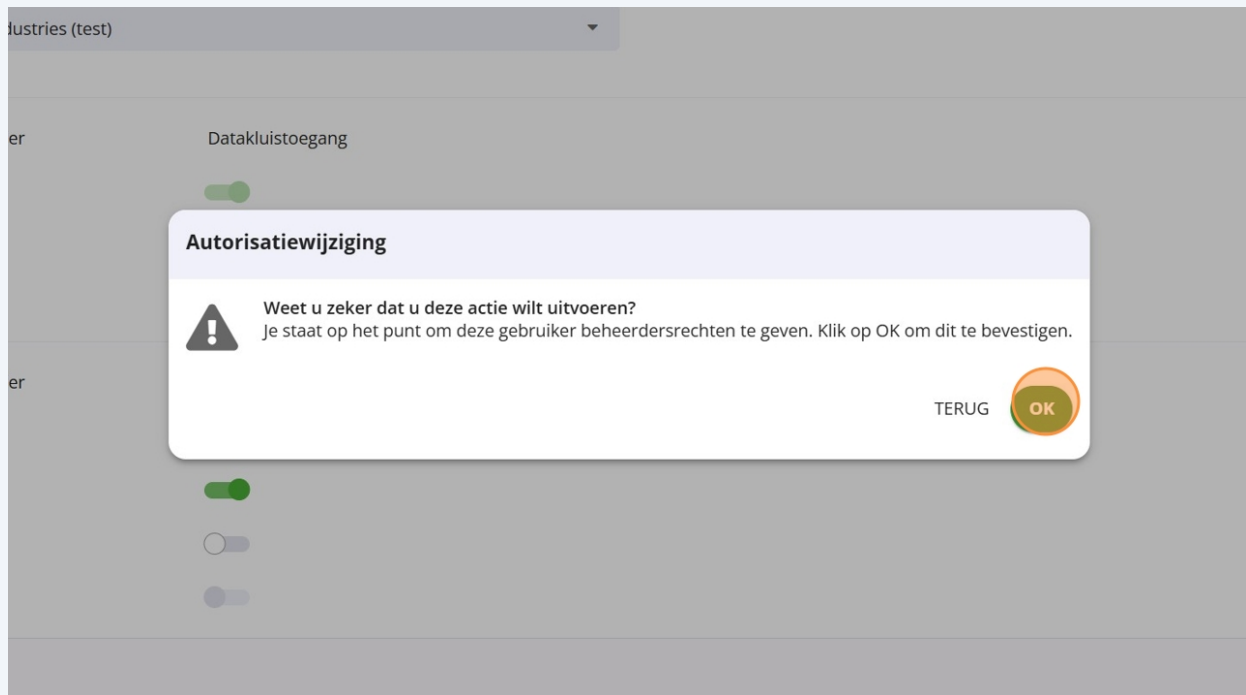 dustries (test)
er Datakluistoegang
Autorisatiewijziging
Weet u zeker dat u deze actie wilt uitvoeren?
Je staat op het punt om deze gebruiker beheerdersrechten te geven. Klik op OK om dit te bevestigen.
er
TERUG OK